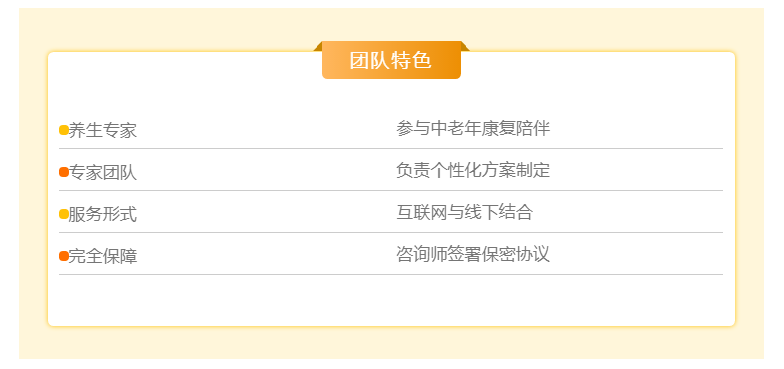 团队特色
养生专家 参与中老年康复陪伴
专家团队 负责个性化方案制定
服务形式 互联网与线下结合
完全保障 咨询师签署保密协议